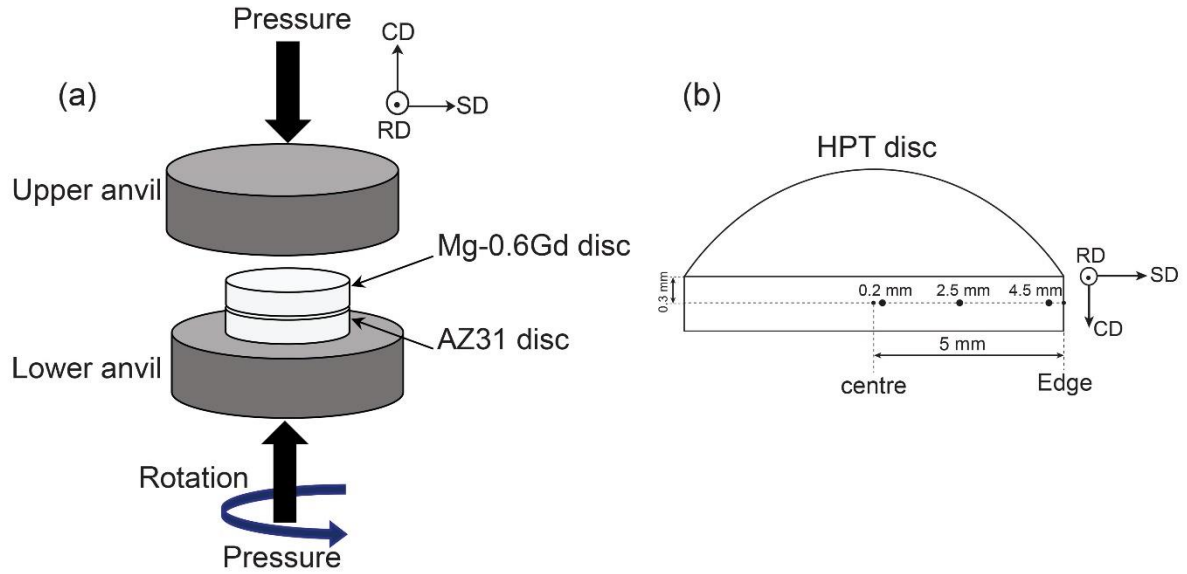 (a)
Pressure
CD
SD
RD
Upper anvil
Mg-0.6Gd disc
AZ31 disc
Lower anvil
Rotation
Pressure
(b)
HPT disc
RD
SD
CD
0.3 mm
0.2 mm
2.5 mm
4.5 mm
5 mm
centre
Edge